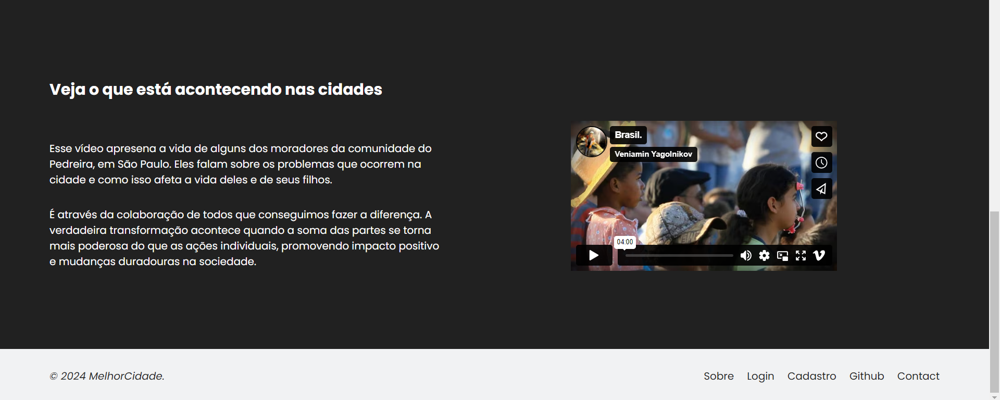 Veja o que está acontecendo nas cidades
Esse vídeo apresena a vida de alguns dos moradores da comunidade do
Pedreira, em São Paulo. Eles falam sobre os problemas que ocorrem na
cidade e como isso afeta a vida deles e de seus filhos.
É através da colaboração de todos que conseguimos fazer a diferença. A
verdadeira transformação acontece quando a soma das partes se torna
mais poderosa do que as ações individuais, promovendo impacto positivo
e mudanças duradouras na sociedade.
Brasil.
Veniamin Yagolnikov
04:00
© 2024 MelhorCidade.
Sobre Login Cadastro Github Contact